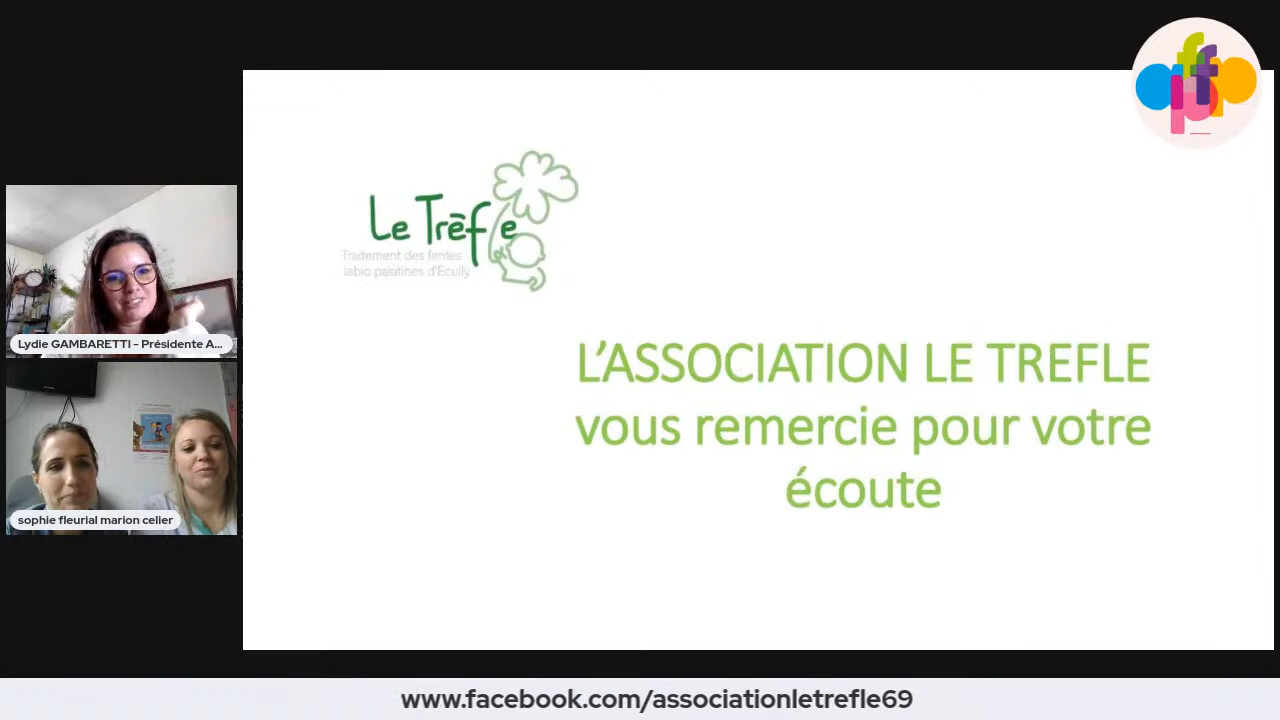 Le Trèfle
Traitement des fentes
labio palatines d'Ecully
L'ASSOCIATION LE TREFLE
vous remercie pour votre
écoute
Lydie GAMBARETTI - Présidente A...
sophie fleurial marion celier
www.facebook.com/associationletrefle69